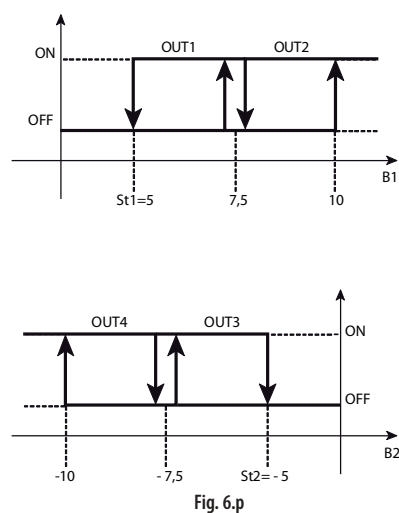 OUT1 OUT2
ON
OFF
B1
St1=5 7,5 10
OUT4 OUT3
ON
OFF
B2
-10 - 7,5 St2= - 5
Fig. 6.p